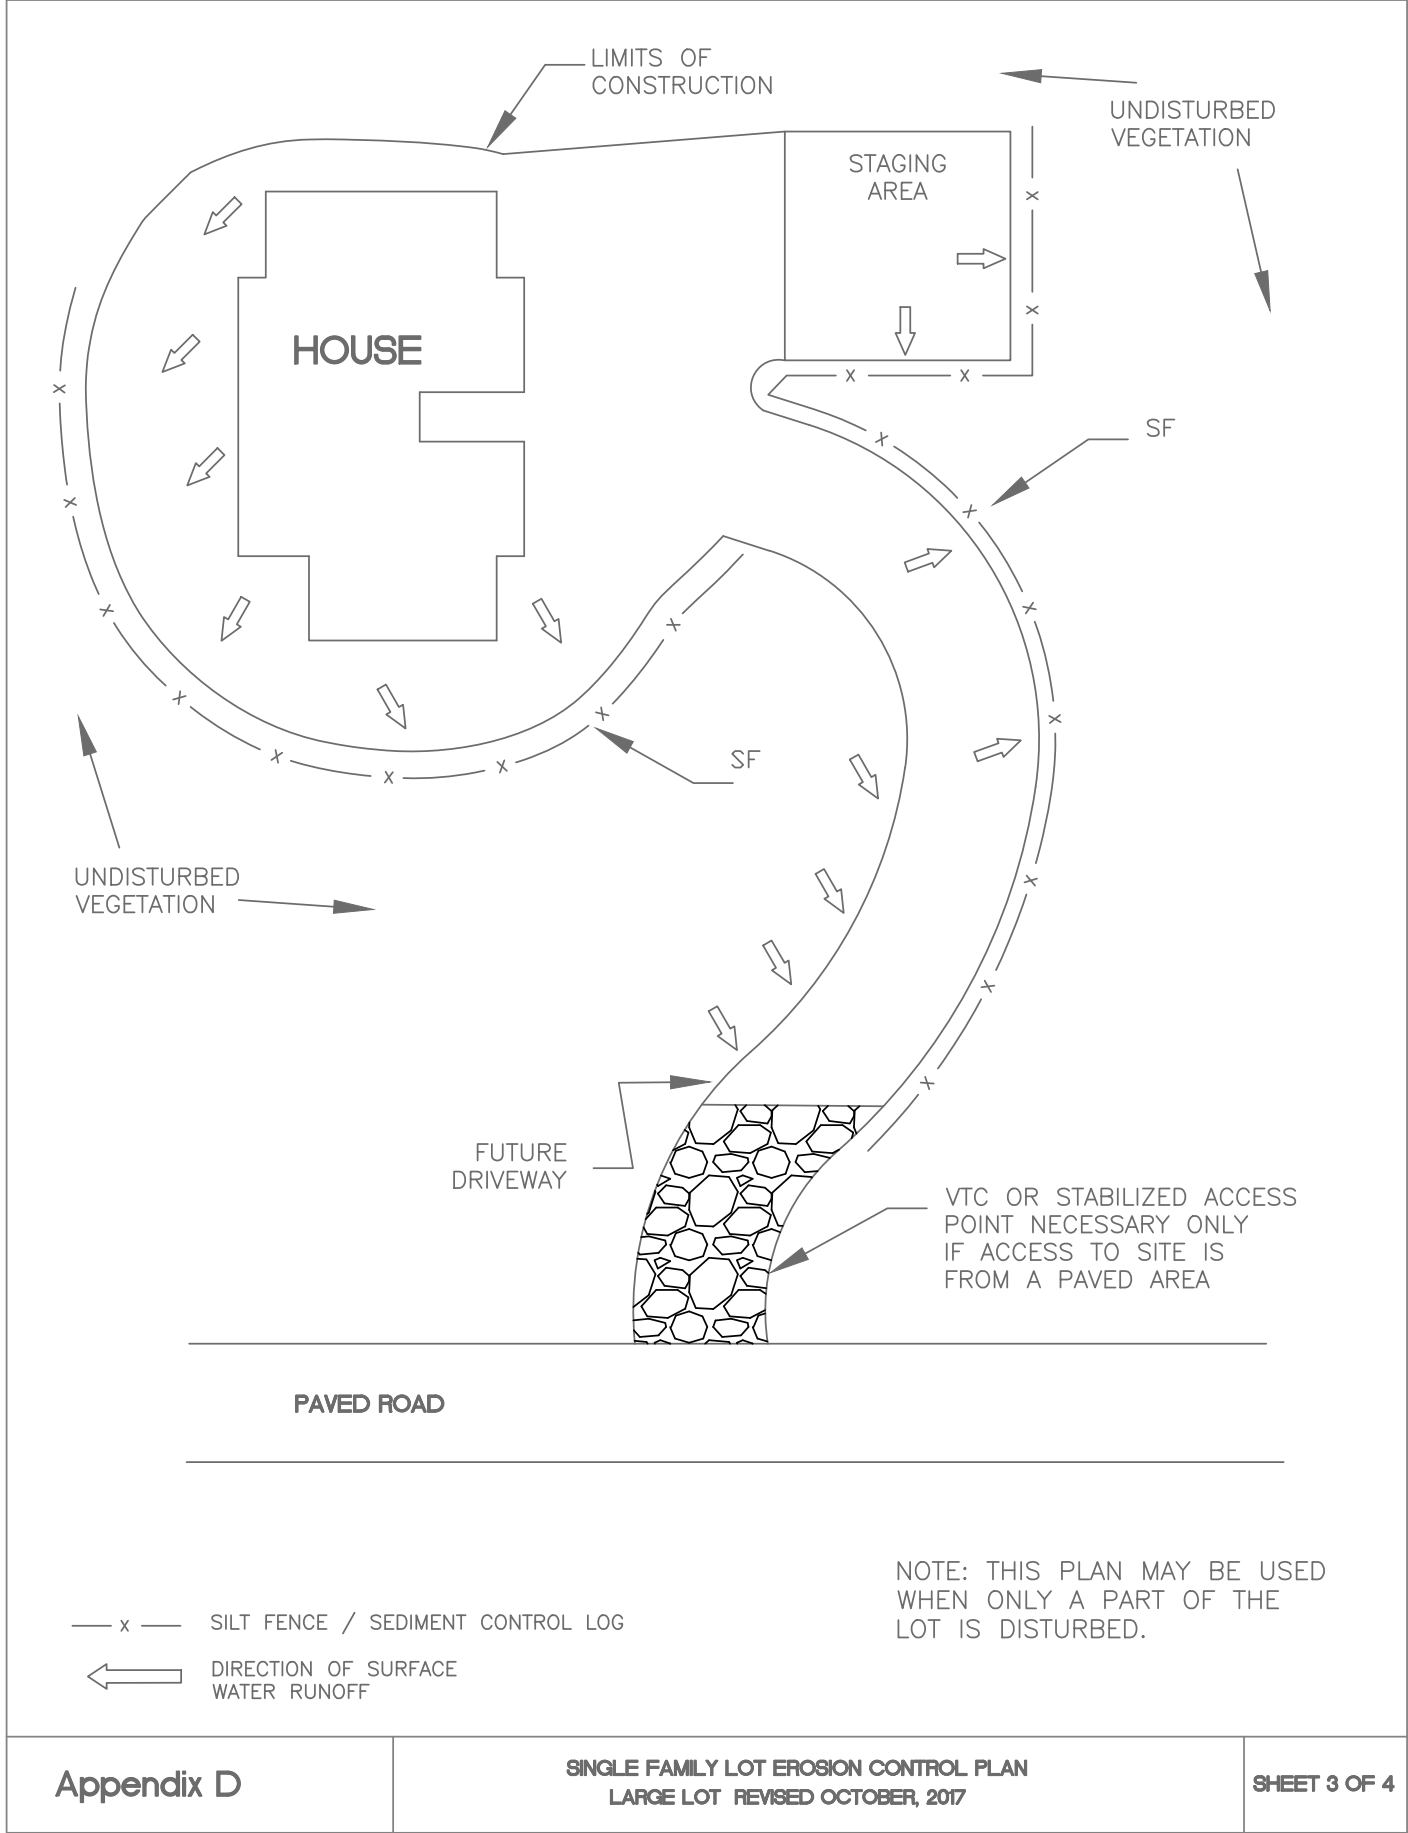 LIMITS OF
CONSTRUCTION
UNDISTURBED
VEGETATION
STAGING
AREA
HOUSE
SF
SF
UNDISTURBED
VEGETATION
FUTURE
DRIVEWAY
VTC OR STABILIZED ACCESS
POINT NECESSARY ONLY
IF ACCESS TO SITE IS
FROM A PAVED AREA
PAVED ROAD
NOTE: THIS PLAN MAY BE USED
WHEN ONLY A PART OF THE
LOT IS DISTURBED.
x SILT FENCE / SEDIMENT CONTROL LOG
DIRECTION OF SURFACE
WATER RUNOFF
Appendix D
SINGLE FAMILY LOT EROSION CONTROL PLAN
LARGE LOT REVISED OCTOBER, 2017
SHEET 3 OF 4